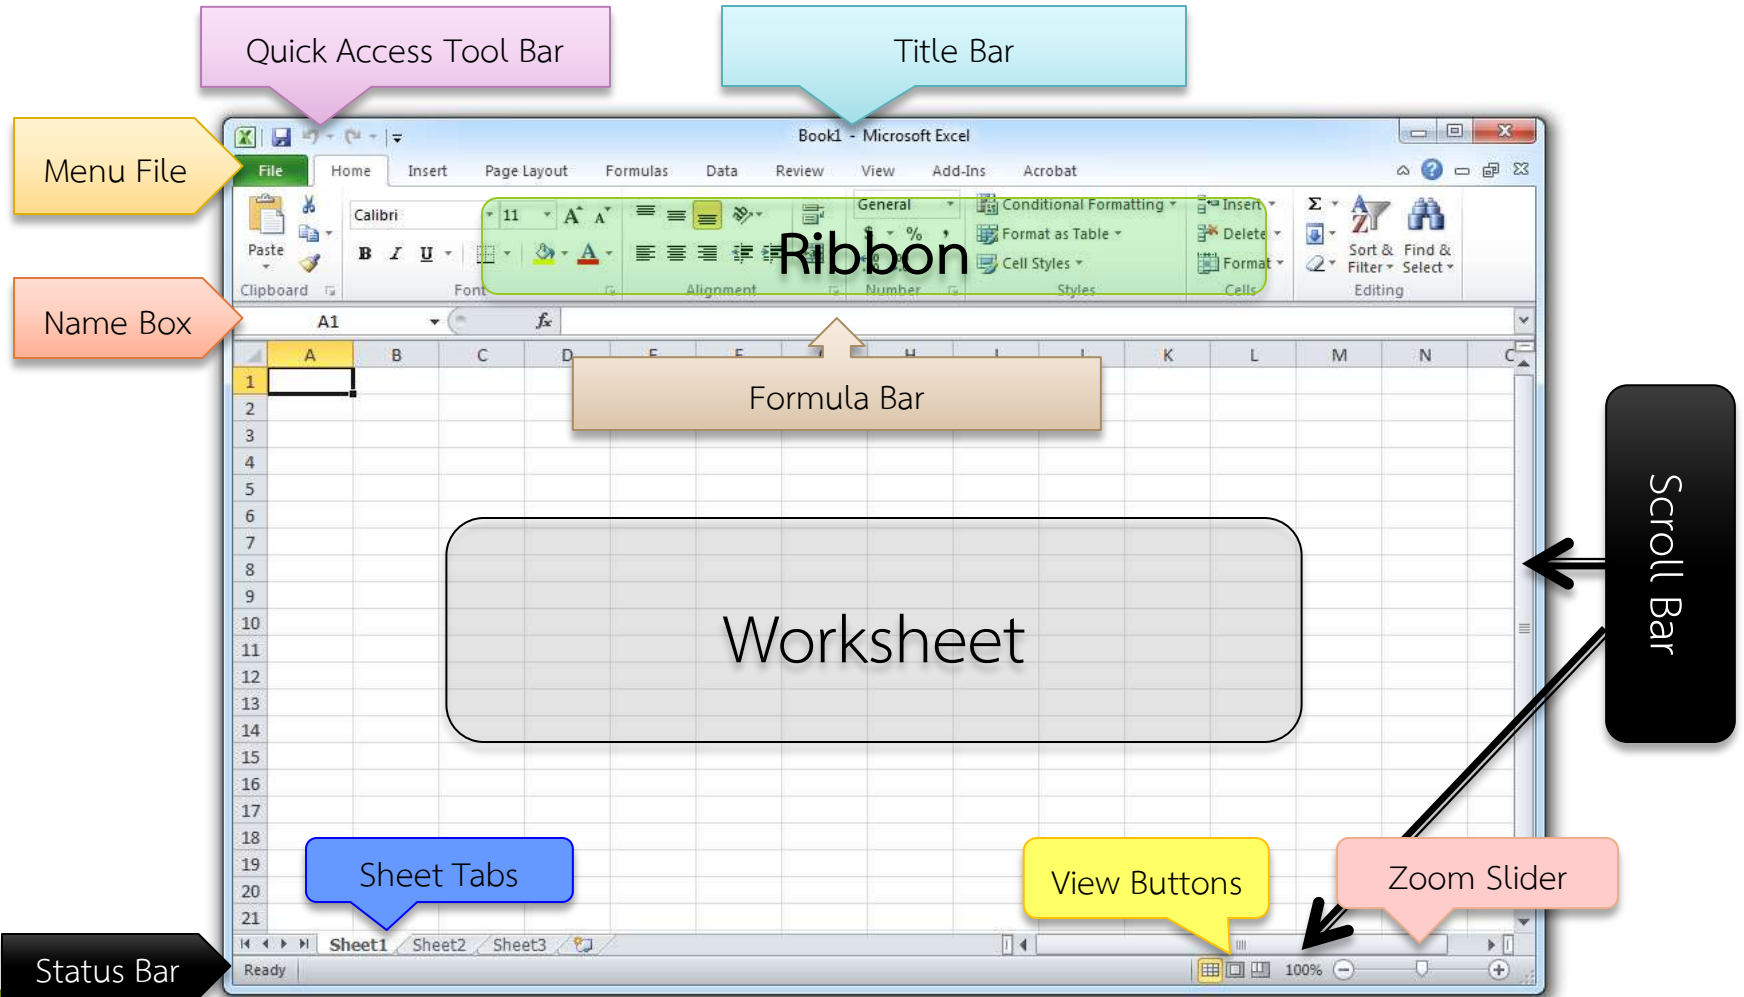 Quick Access Tool Bar
Title Bar
Book1 - Microsoft Excel
Menu File
File Home Insert Page Layout Formulas Data Review View Add-Ins Acrobat
Calibri 11 General Conditional Formatting Insert Σ
Paste B I U $ % , Format as Table Delete Sort & Filter Find & Select
Ribbon
Cell Styles Format
Clipboard Font Alignment Number Styles Cells Editing
Name Box
A1 fx
A B C D E F H K L M N
Formula Bar
1
2
3
4
5
6
7
8
9
10
11
12
13
14
15
16
17
18
19
20
21
Worksheet
Scroll Bar
Sheet Tabs
View Buttons
Zoom Slider
Sheet1 Sheet2 Sheet3
Status Bar
Ready 100%